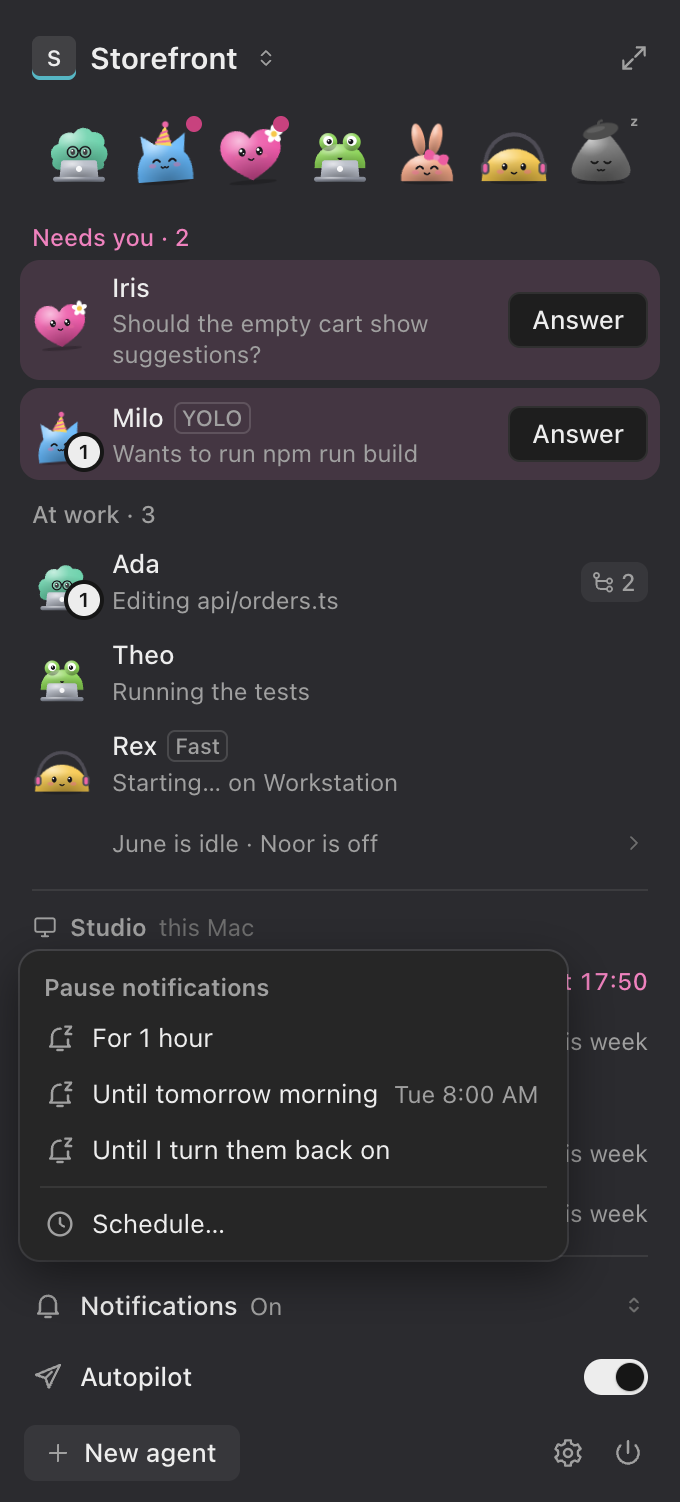 S Storefront
z
Needs you · 2
Iris
Should the empty cart show
suggestions?
Answer
Milo YOLO
1
Wants to run npm run build
Answer
At work · 3
Ada
1
Editing api/orders.ts
2
Theo
Running the tests
Rex Fast
Starting... on Workstation
June is idle · Noor is off
Studio this Mac
17:50
Pause notifications
For 1 hour
is week
Until tomorrow morning Tue 8:00 AM
Until I turn them back on
is week
Schedule...
is week
Notifications On
Autopilot
+ New agent